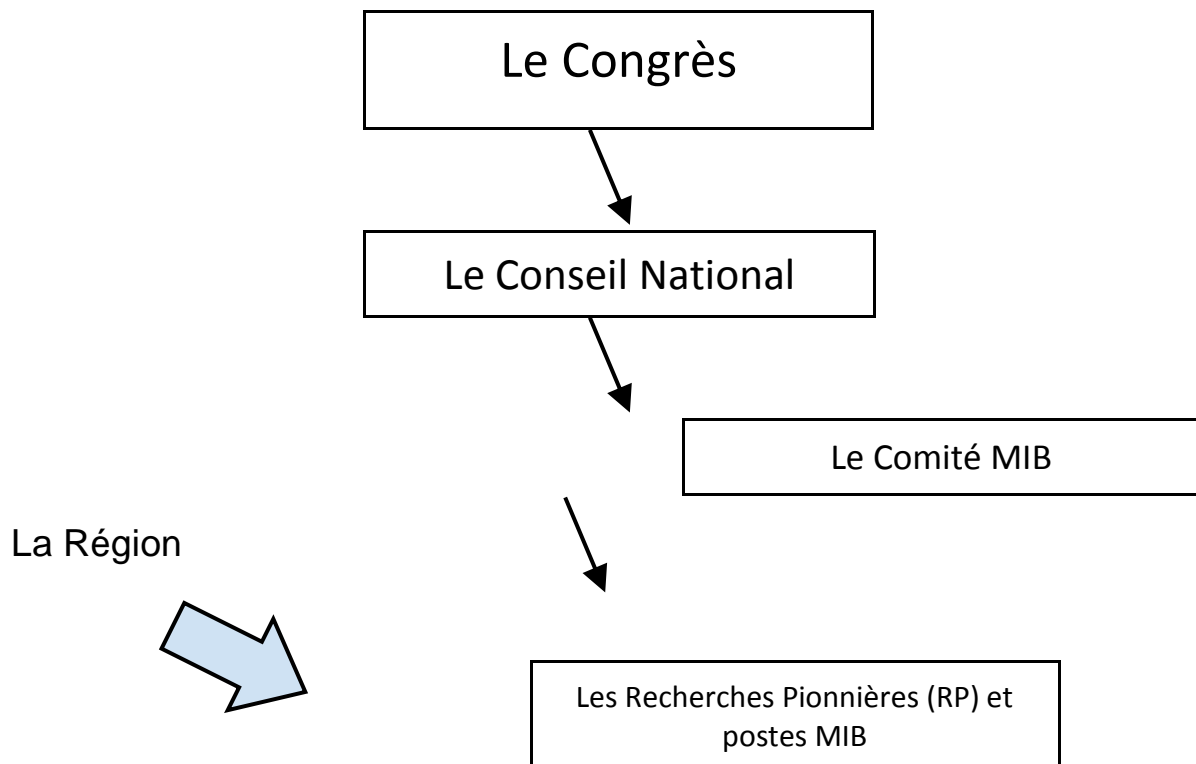 Le Congrès
Le Conseil National
Le Comité MIB
La Région
Les Recherches Pionnières (RP) et
postes MIB